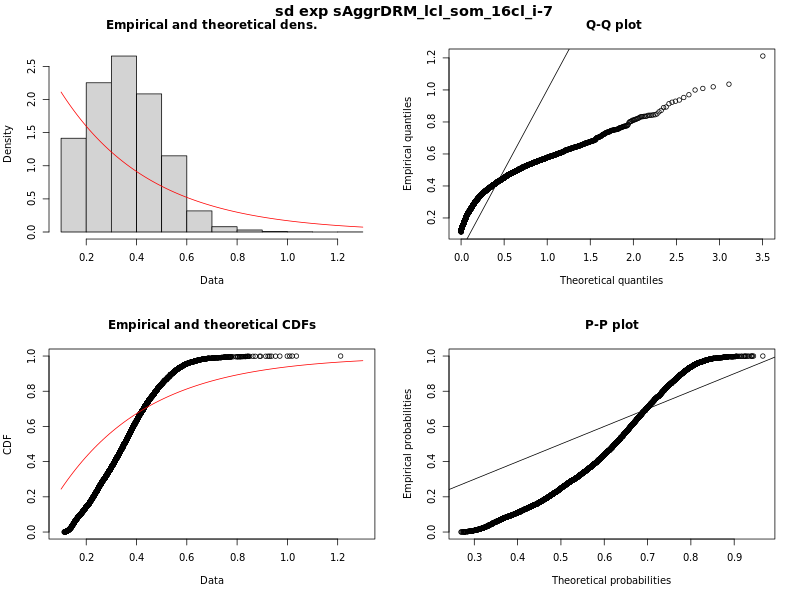 sd exp sAggrDRM_lcl_som_16cl_i-7
Empirical and theoretical dens.
Density
0.0 0.5 1.0 1.5 2.0 2.5
0.2 0.4 0.6 0.8 1.0 1.2
Data
Q-Q plot
Empirical quantiles
0.2 0.4 0.6 0.8 1.0 1.2
0.0 0.5 1.0 1.5 2.0 2.5 3.0 3.5
Theoretical quantiles
Empirical and theoretical CDFs
CDF
0.0 0.2 0.4 0.6 0.8 1.0
0.2 0.4 0.6 0.8 1.0 1.2
Data
P-P plot
Empirical probabilities
0.0 0.2 0.4 0.6 0.8 1.0
0.3 0.4 0.5 0.6 0.7 0.8 0.9
Theoretical probabilities